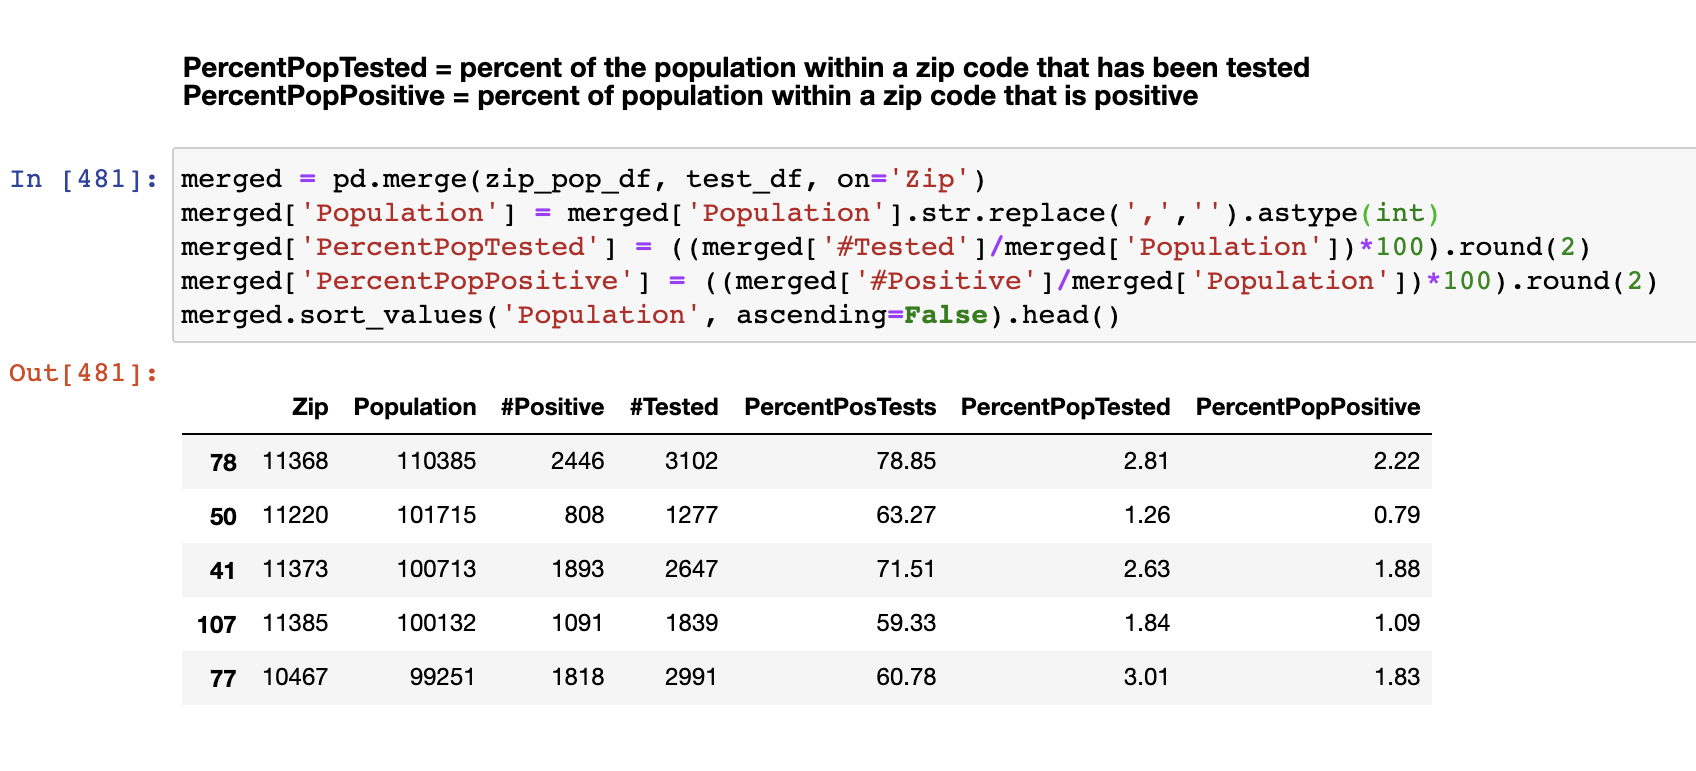 PercentPopTested = percent of the population within a zip code that has been tested
PercentPopPositive = percent of population within a zip code that is positive
In [481]: merged = pd.merge(zip_pop_df, test_df, on='Zip')
merged['Population'] = merged['Population'].str.replace(',','').astype(int)
merged['PercentPopTested'] = ((merged['#Tested']/merged['Population'])*100).round(2)
merged['PercentPopPositive'] = ((merged['#Positive']/merged['Population'])*100).round(2)
merged.sort_values('Population', ascending=False).head()
Out[481]:
Zip Population #Positive #Tested PercentPosTests PercentPopTested PercentPopPositive
78 11368 110385 2446 3102 78.85 2.81 2.22
50 11220 101715 808 1277 63.27 1.26 0.79
41 11373 100713 1893 2647 71.51 2.63 1.88
107 11385 100132 1091 1839 59.33 1.84 1.09
77 10467 99251 1818 2991 60.78 3.01 1.83